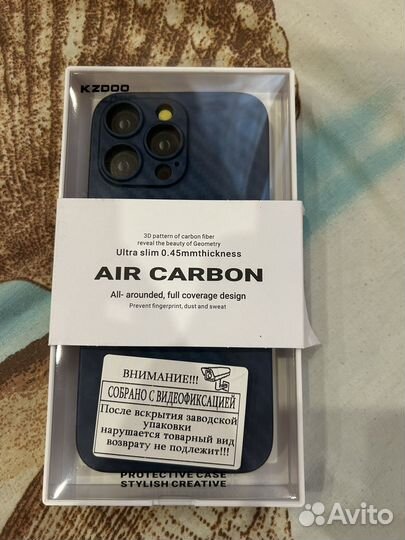 KZDOO
3D pattern of carbon fiber
reveal the beauty of Geometry
Ultra slim 0.45mmthickness
AIR CARBON
All- arounded, full coverage design
Prevent fingerprint, dust and sweat
ВНИМАНИЕ!!!
СОБРАНО С ВИДЕОФИКСАЦИЕЙ
После вскрытия заводской
упаковки
нарушается товарный вид
возврату не подлежит!!!
PROTECTIVE CASE
STYLISH CREATIVE
Avito